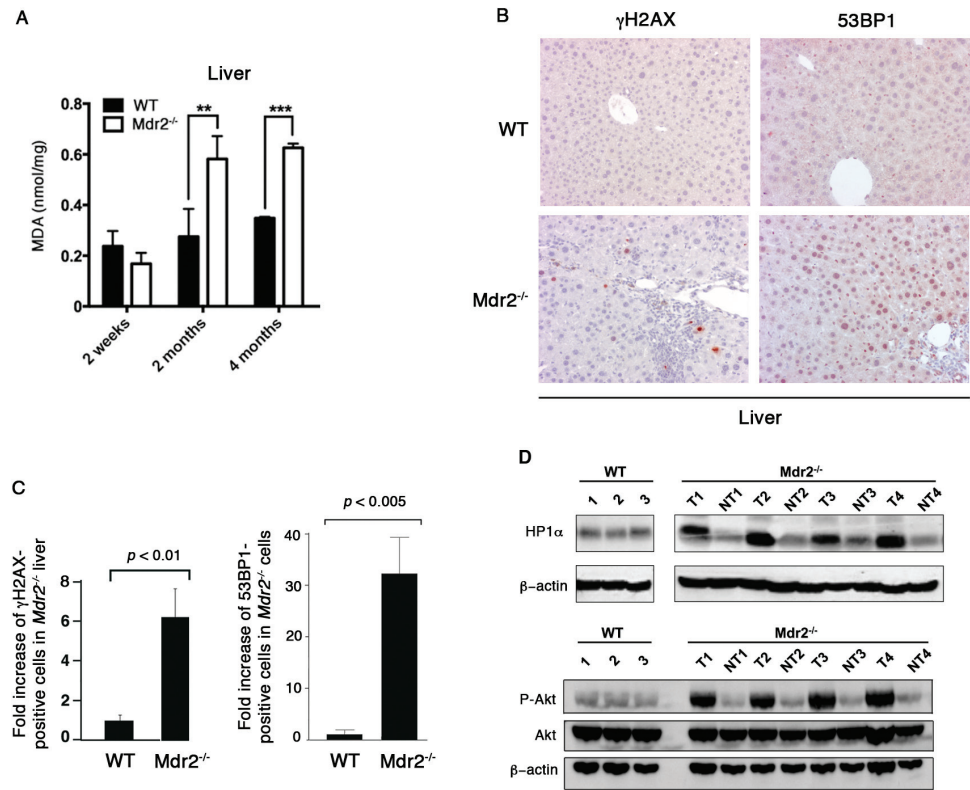 A
Liver
WT
Mdr2⁻/⁻
**
***
MDA (nmol/mg)
0.8
0.6
0.4
0.2
0
2 weeks
2 months
4 months
B
γH2AX
53BP1
WT
Mdr2⁻/⁻
Liver
C
p < 0.01
Fold increase of γH2AX-
positive cells in Mdr2⁻/⁻ liver
8
6
4
2
0
WT
Mdr2⁻/⁻
p < 0.005
Fold increase of 53BP1-
positive cells in Mdr2⁻/⁻ cells
40
30
20
10
0
WT
Mdr2⁻/⁻
D
WT
Mdr2⁻/⁻
1 2 3 T1 NT1 T2 NT2 T3 NT3 T4 NT4
HP1α
β−actin
WT
Mdr2⁻/⁻
1 2 3 T1 NT1 T2 NT2 T3 NT3 T4 NT4
P-Akt
Akt
β−actin